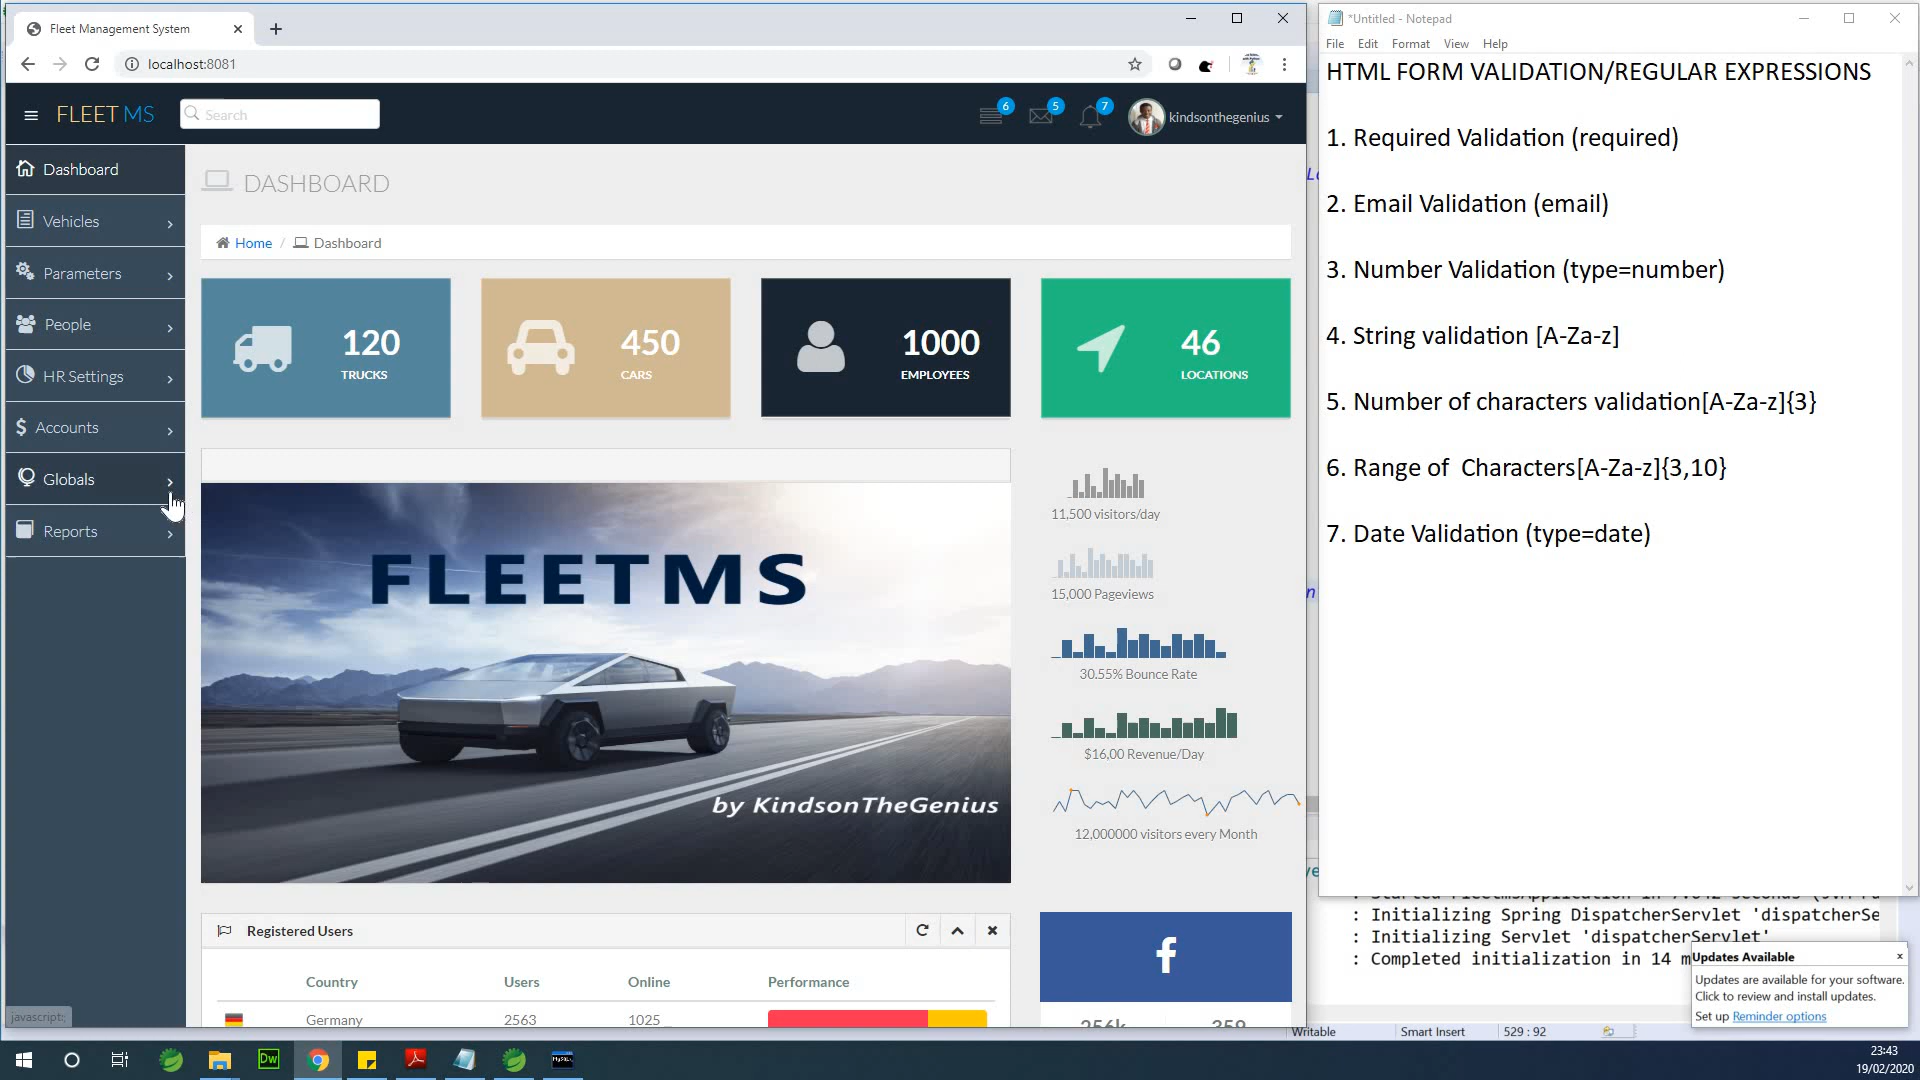 Fleet Management System
*Untitled - Notepad
File Edit Format View Help
localhost:8081
HTML FORM VALIDATION/REGULAR EXPRESSIONS
1. Required Validation (required)
2. Email Validation (email)
3. Number Validation (type=number)
4. String validation [A-Za-z]
5. Number of characters validation[A-Za-z]{3}
6. Range of  Characters[A-Za-z]{3,10}
7. Date Validation (type=date)
FLEET MS
Search
6
5
7
kindsonthegenius
Dashboard
Vehicles
Parameters
People
HR Settings
$ Accounts
Globals
Reports
DASHBOARD
Home / Dashboard
120
TRUCKS
450
CARS
1000
EMPLOYEES
46
LOCATIONS
FLEETMS
by KindsonTheGenius
11,500 visitors/day
15,000 Pageviews
30.55% Bounce Rate
$16,00 Revenue/Day
12,000000 visitors every Month
Registered Users
Country Users Online Performance
Germany 2563 1025
f
javascript:;
: Initializing Spring DispatcherServlet 'dispatcherSe
: Initializing Servlet 'dispatcherServlet'
: Completed initialization in 14 m
Updates Available
Updates are available for your software.
Click to review and install updates.
Set up Reminder options
Writable Smart Insert 529 : 92
Dw
23:43
19/02/2020